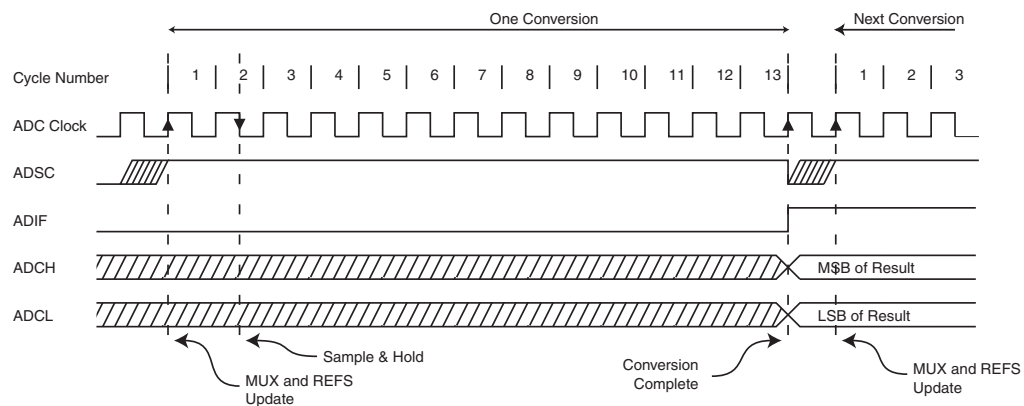 One Conversion
Next Conversion
Cycle Number
1 2 3 4 5 6 7 8 9 10 11 12 13 1 2 3
ADC Clock
ADSC
ADIF
ADCH
MSB of Result
ADCL
LSB of Result
Sample & Hold
MUX and REFS
Update
Conversion
Complete
MUX and REFS
Update